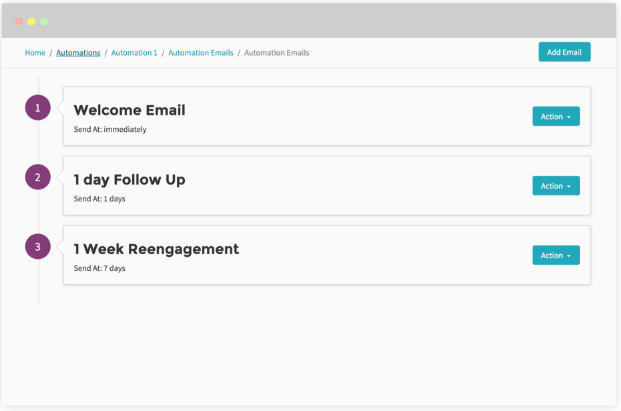 Home / Automations / Automation 1 / Automation Emails / Automation Emails
Add Email
1
Welcome Email
Send At: immediately
Action
2
1 day Follow Up
Send At: 1 days
Action
3
1 Week Reengagement
Send At: 7 days
Action